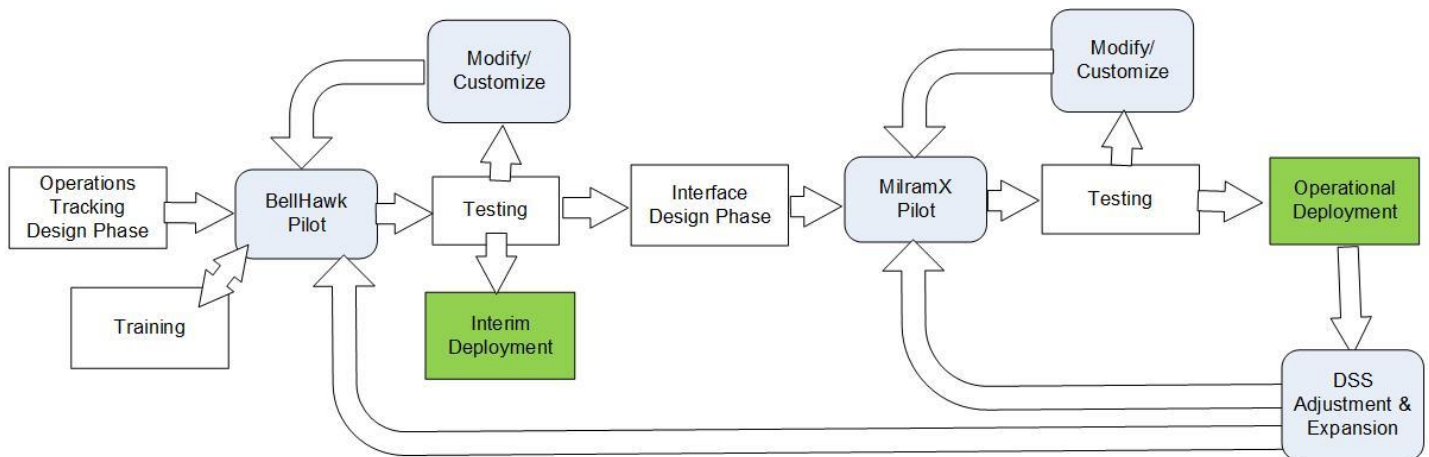 Modify/
Customize
Modify/
Customize
Operations
Tracking
Design Phase
BellHawk
Pilot
Testing
Interface
Design Phase
MilramX
Pilot
Testing
Operational
Deployment
Training
Interim
Deployment
DSS
Adjustment &
Expansion